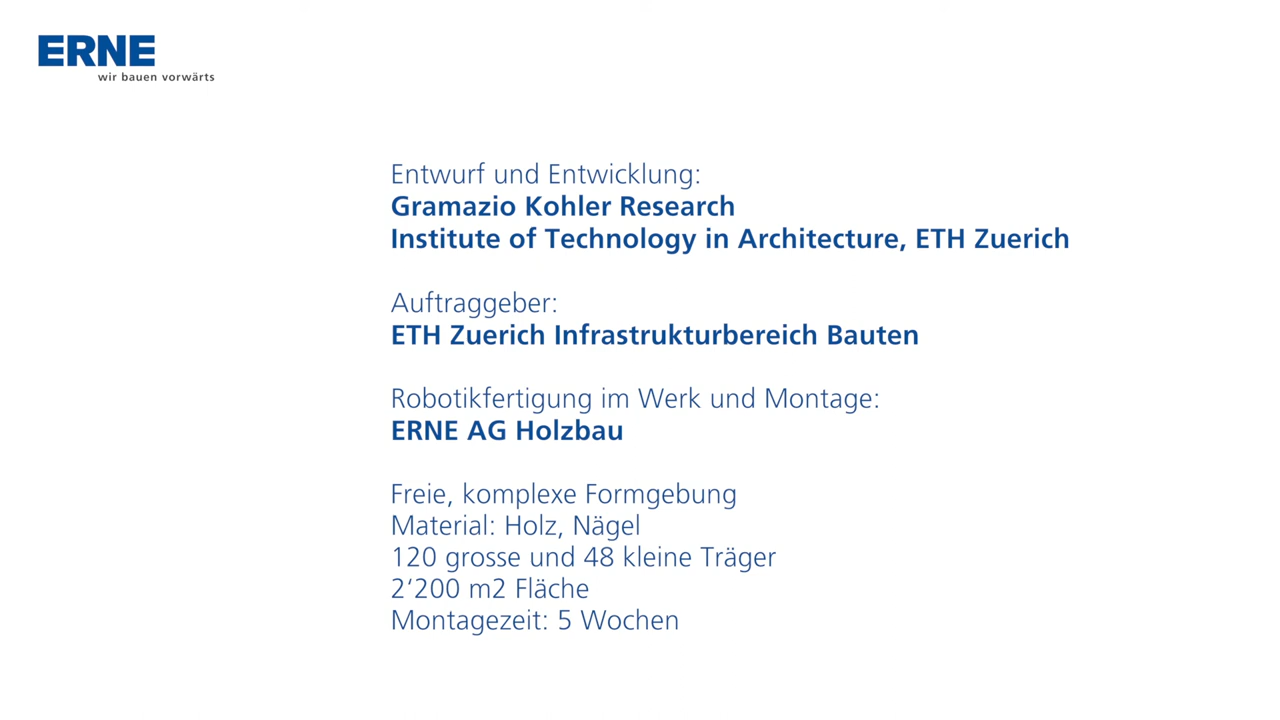 ERNE
wir bauen vorwärts
Entwurf und Entwicklung:
Gramazio Kohler Research
Institute of Technology in Architecture, ETH Zuerich
Auftraggeber:
ETH Zuerich Infrastrukturbereich Bauten
Robotikfertigung im Werk und Montage:
ERNE AG Holzbau
Freie, komplexe Formgebung
Material: Holz, Nägel
120 grosse und 48 kleine Träger
2‘200 m2 Fläche
Montagezeit: 5 Wochen